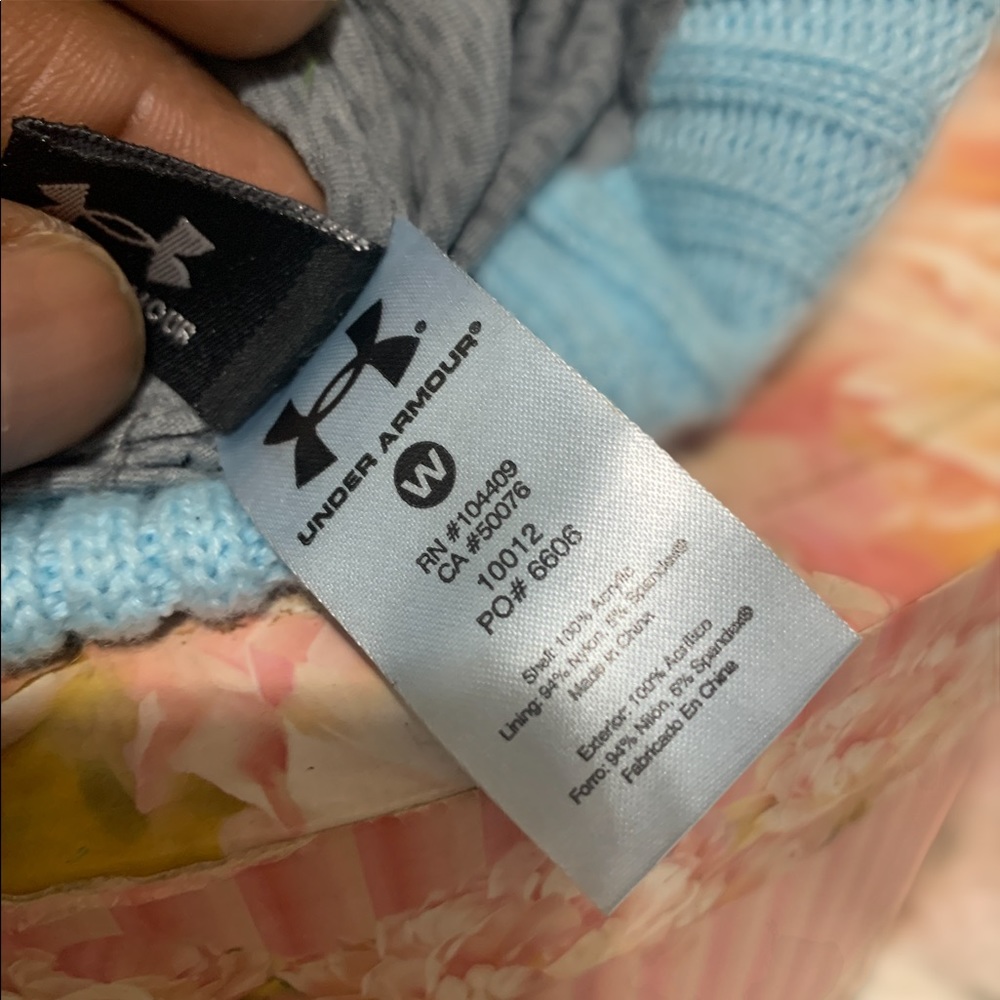 OUR
UNDER ARMOUR®
W
RN #104409
CA #50076
10012
PO# 6606
Shell: 100% Acrylic
Lining: 94% Nylon, 6% Spandex®
Made in China
Exterior: 100% Acrilico
Forro: 94% Nilon, 6% Spandex®
Fabricado En China